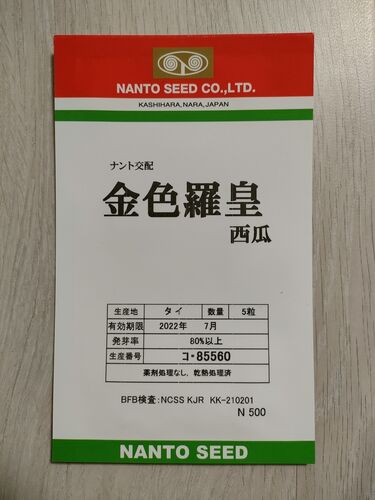 NANTO SEED CO.,LTD.
KASHIHARA, NARA, JAPAN
ナント交配
金色羅皇
西瓜
生産地 タイ 数量 5粒
有効期限 2022年 7月
発芽率 80%以上
生産番号 コ-85560
薬剤処理なし、乾熱処理済
BFB検査:NCSS KJR KK-210201
N 500
NANTO SEED